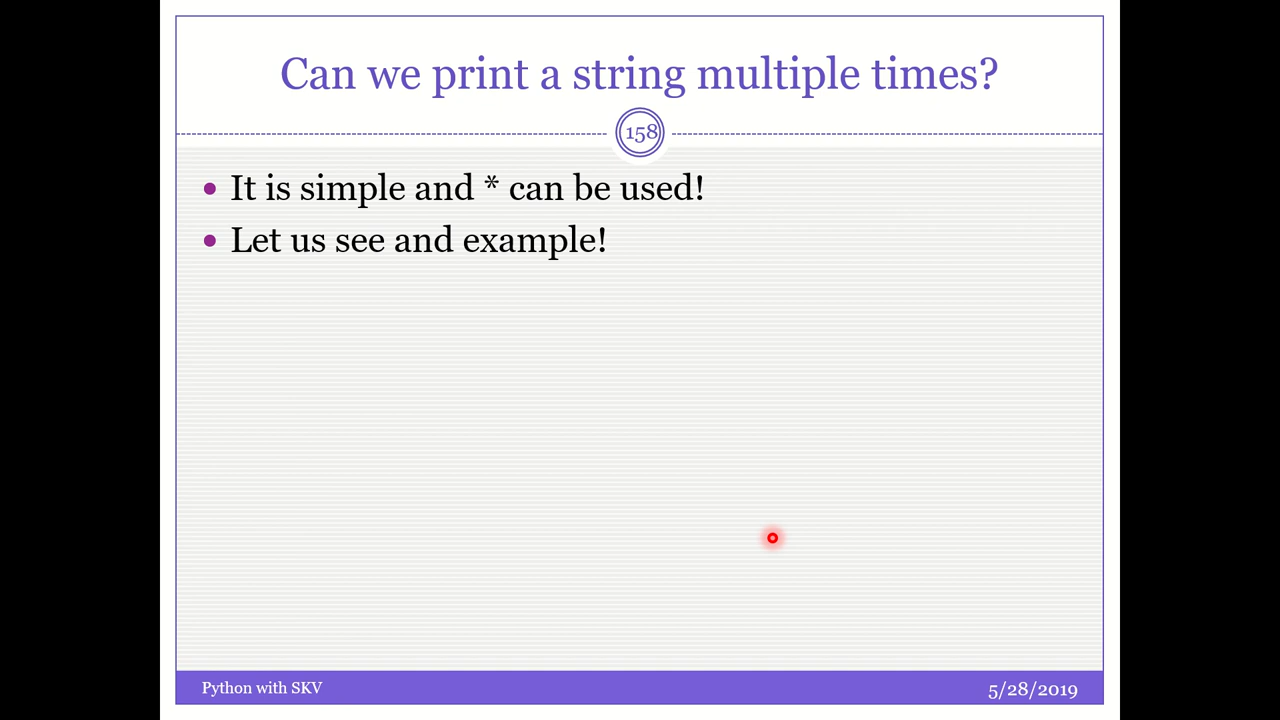 Can we print a string multiple times?
158
• It is simple and * can be used!
• Let us see and example!
Python with SKV
5/28/2019